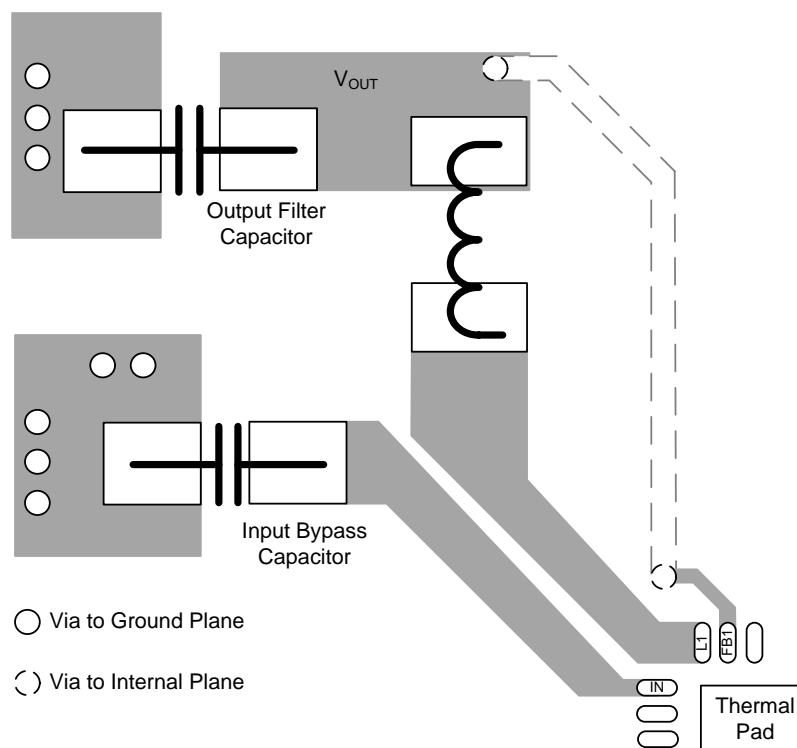 VOUT
Output Filter
Capacitor
Input Bypass
Capacitor
Via to Ground Plane
Via to Internal Plane
L1
FB1
IN
Thermal
Pad